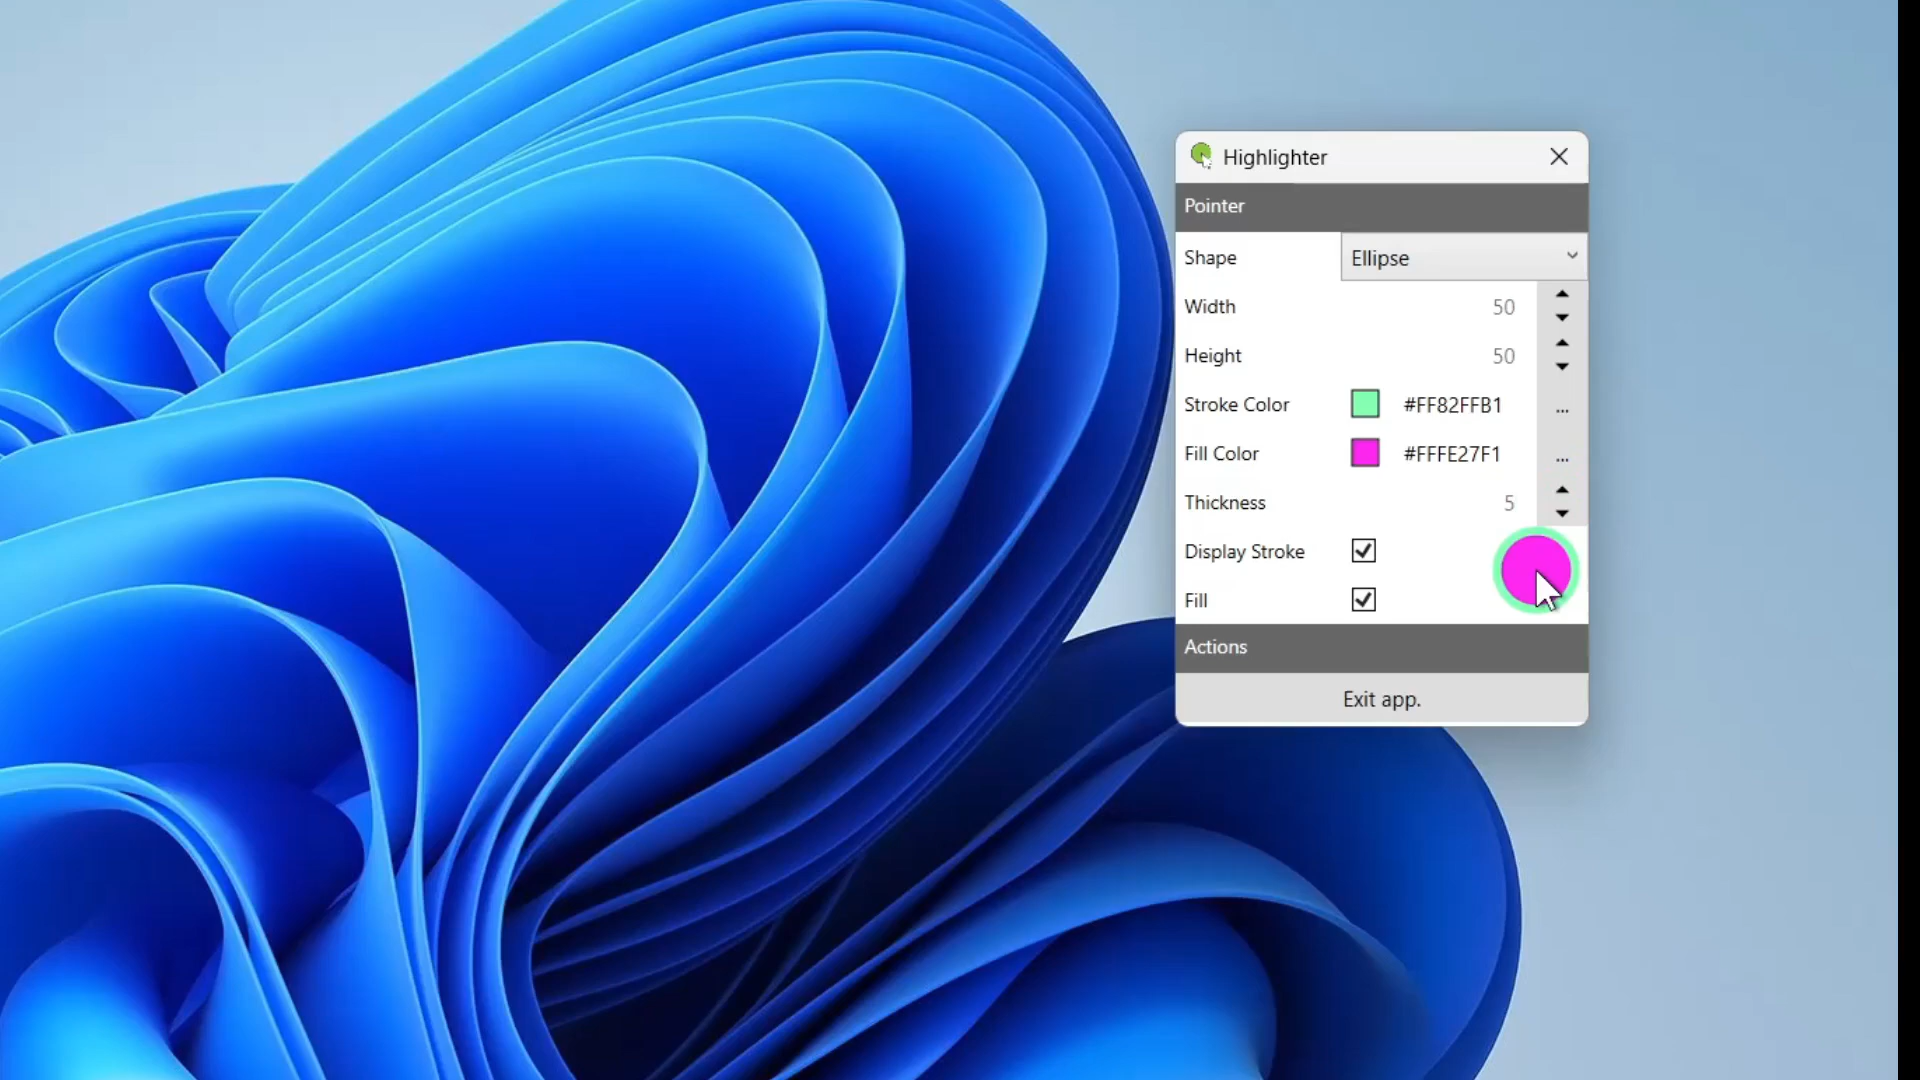 Highlighter
Pointer
Shape Ellipse
Width 50
Height 50
Stroke Color #FF82FFB1 ...
Fill Color #FFFE27F1 ...
Thickness 5
Display Stroke
Fill
Actions
Exit app.